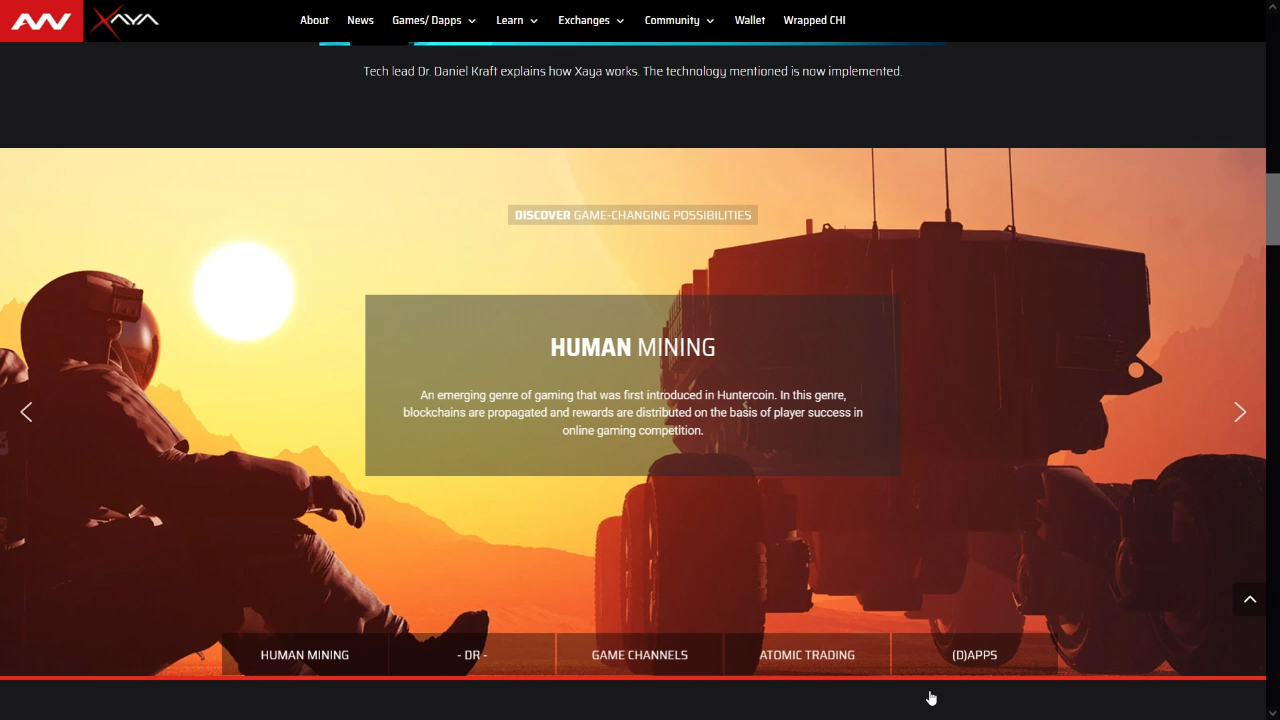 AW XAYA About News Games/ Dapps Learn Exchanges Community Wallet Wrapped CHI
Tech lead Dr. Daniel Kraft explains how Xaya works. The technology mentioned is now implemented.
DISCOVER GAME-CHANGING POSSIBILITIES
HUMAN MINING
An emerging genre of gaming that was first introduced in Huntercoin. In this genre,
blockchains are propagated and rewards are distributed on the basis of player success in
online gaming competition.
HUMAN MINING - DR - GAME CHANNELS ATOMIC TRADING (D)APPS